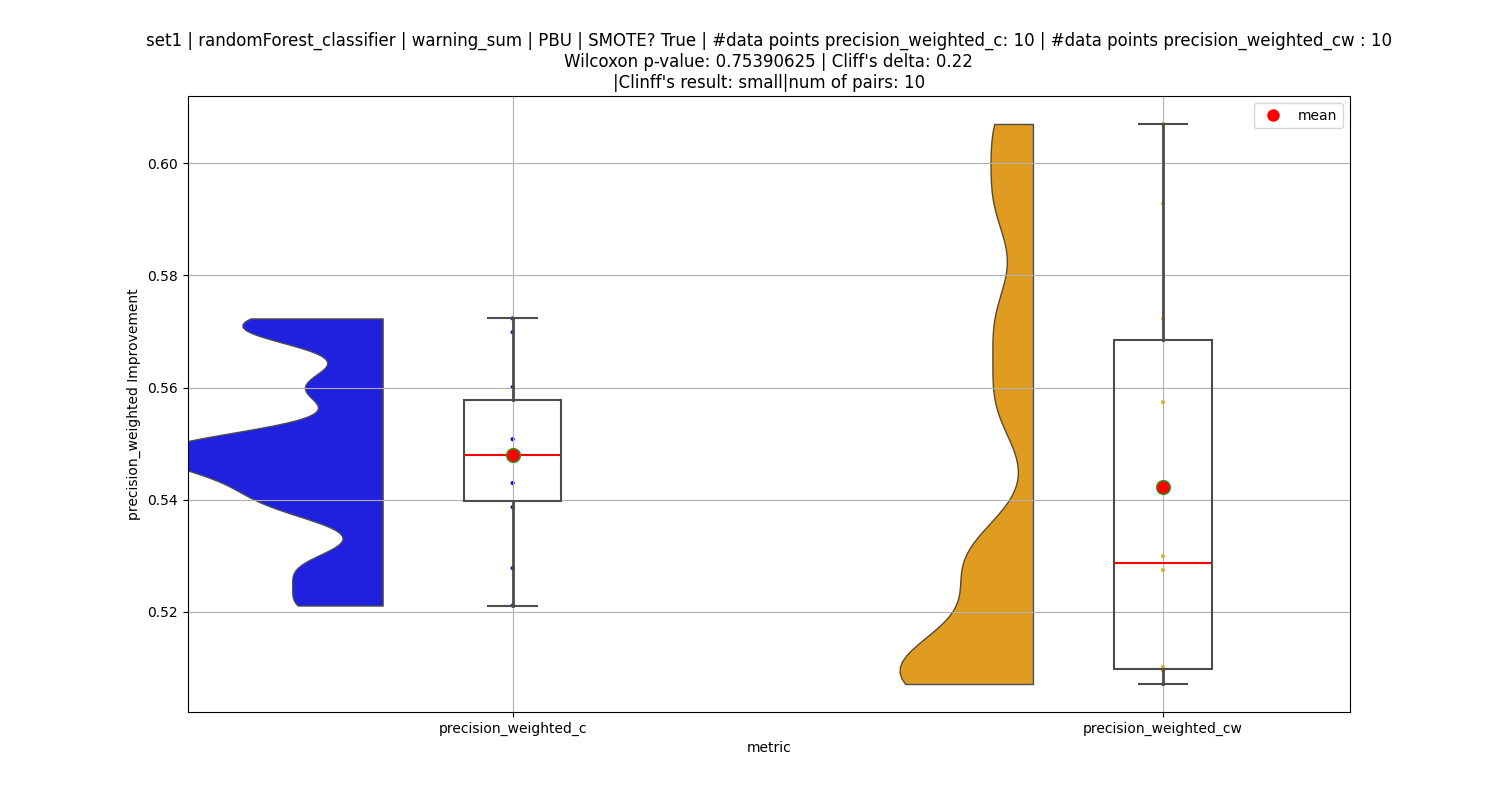 set1 | randomForest_classifier | warning_sum | PBU | SMOTE? True | #data points precision_weighted_c: 10 | #data points precision_weighted_cw : 10
Wilcoxon p-value: 0.75390625 | Cliff's delta: 0.22
|Clinff's result: small|num of pairs: 10
mean
0.60
0.58
0.56
0.54
0.52
precision_weighted Improvement
precision_weighted_c
precision_weighted_cw
metric